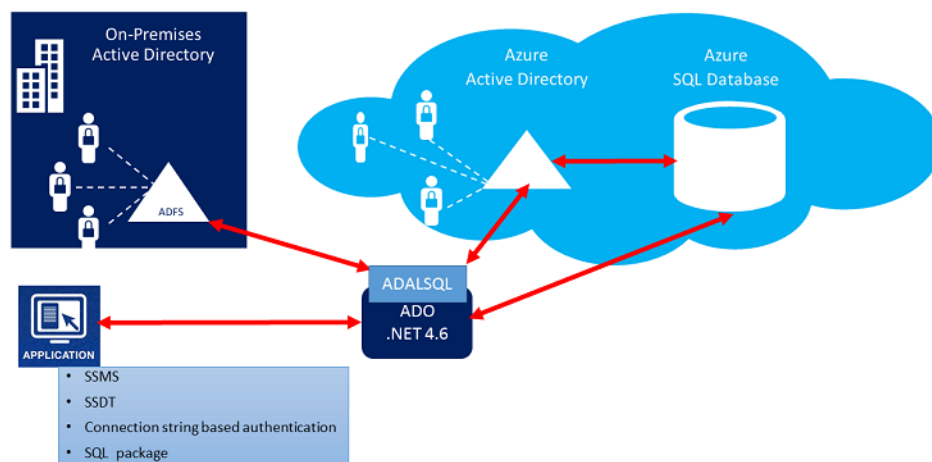 On-Premises
Active Directory
ADFS
Azure
Active Directory
Azure
SQL Database
ADALSQL
ADO
.NET 4.6
APPLICATION
• SSMS
• SSDT
• Connection string based authentication
• SQL package